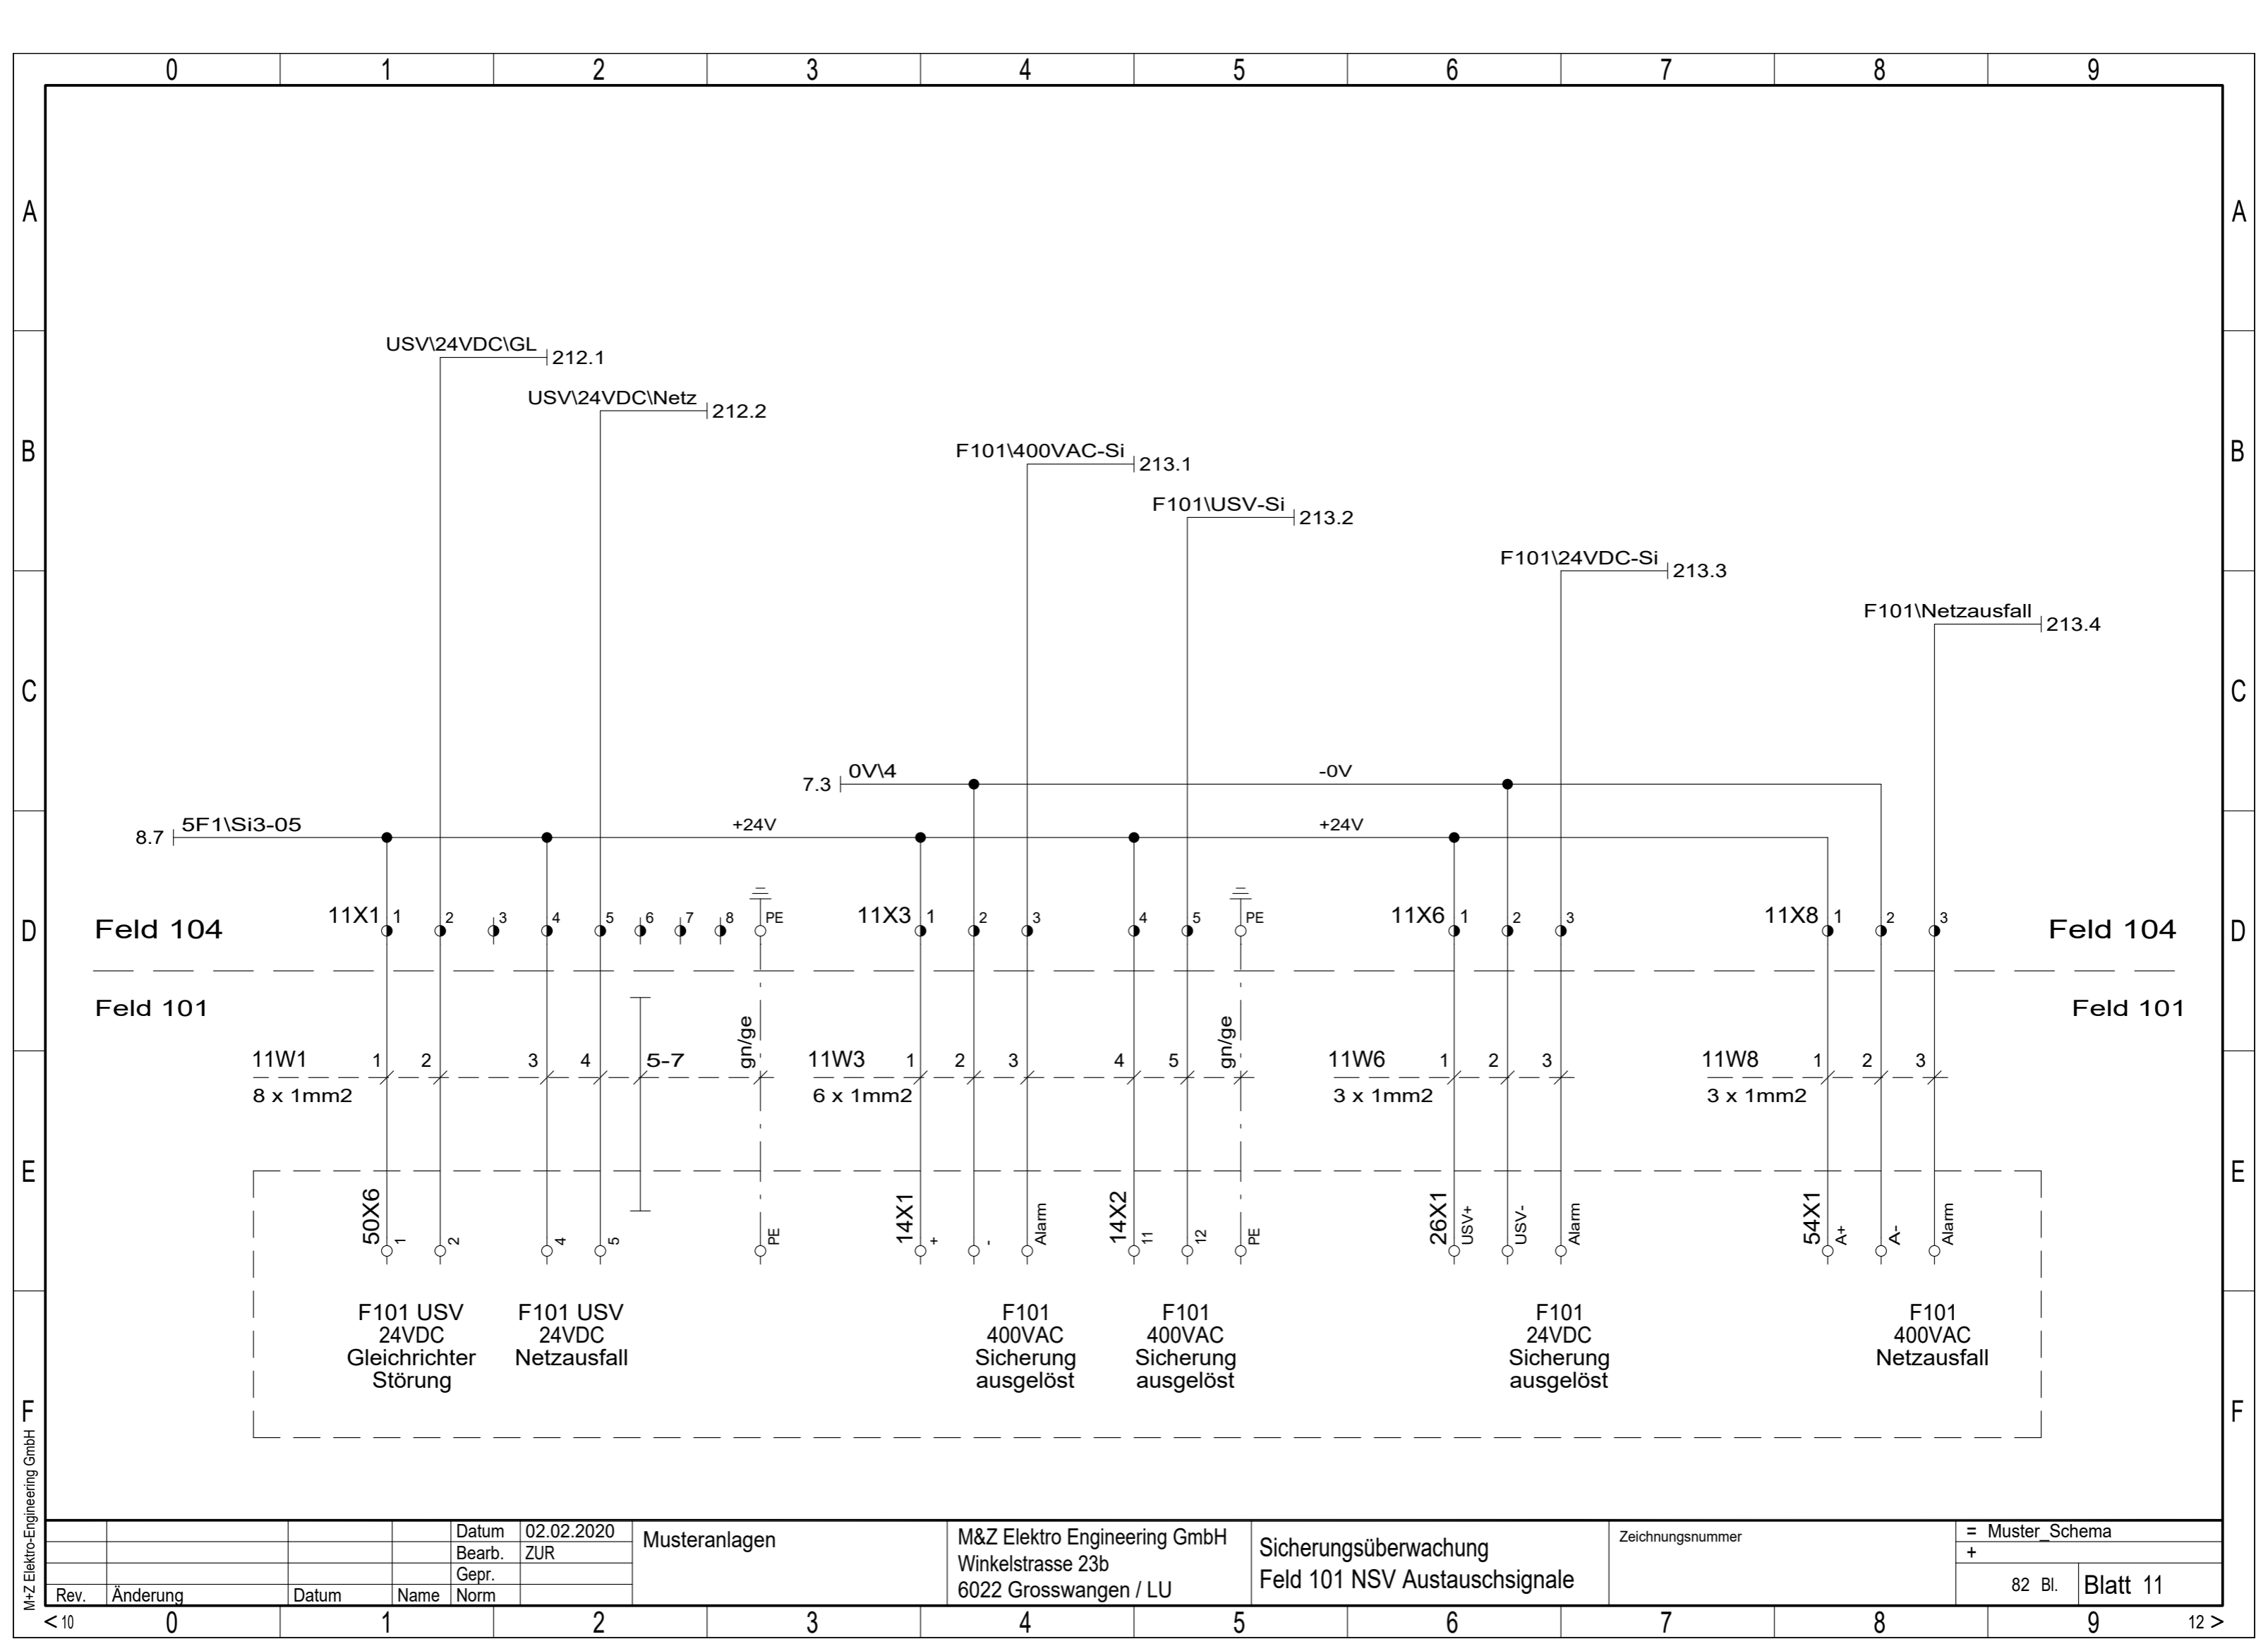 0 1 2 3 4 5 6 7 8 9
A A
USV\24VDC\GL 212.1
USV\24VDC\Netz 212.2
B B
F101\400VAC-Si 213.1
F101\USV-Si 213.2
F101\24VDC-Si 213.3
F101\Netzausfall 213.4
C C
7.3 0V\4 -0V
8.7 5F1\Si3-05 +24V +24V
D Feld 104 11X1 1 2 3 4 5 6 7 8 PE 11X3 1 2 3 4 5 PE 11X6 1 2 3 11X8 1 2 3 Feld 104 D
Feld 101 Feld 101
gn/ge gn/ge
11W1 1 2 3 4 5-7 11W3 1 2 3 4 5 11W6 1 2 3 11W8 1 2 3
8 x 1mm2 6 x 1mm2 3 x 1mm2 3 x 1mm2
E E
50X6 1 2 4 5 PE 14X1 + - Alarm 14X2 11 12 PE 26X1 USV+ USV- Alarm 54X1 A+ A- Alarm
F101 USV F101 USV F101 F101 F101 F101
24VDC 24VDC 400VAC 400VAC 24VDC 400VAC
Gleichrichter Netzausfall Sicherung Sicherung Sicherung Netzausfall
Störung ausgelöst ausgelöst ausgelöst
F F
M+Z Elektro-Engineering GmbH
Datum 02.02.2020
Bearb. ZUR
Gepr.
Rev. Änderung Datum Name Norm
Musteranlagen
M&Z Elektro Engineering GmbH
Winkelstrasse 23b
6022 Grosswangen / LU
Sicherungsüberwachung
Feld 101 NSV Austauschsignale
Zeichnungsnummer
= Muster_Schema
+
82 Bl. Blatt 11
< 10 0 1 2 3 4 5 6 7 8 9 12 >